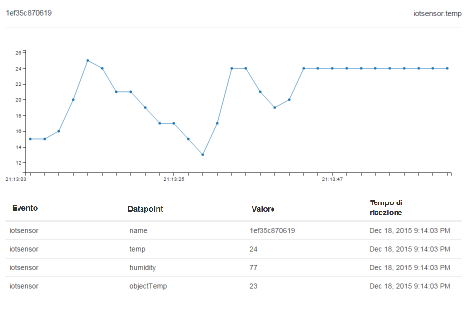 1ef35c870619 iotsensor.temp
26
24
22
20
18
16
14
12
21:13:25 21:13:47
Evento Datapoint Valore Tempo di
ricezione
iotsensor name 1ef35c870619 Dec 18, 2015 9:14:03 PM
iotsensor temp 24 Dec 18, 2015 9:14:03 PM
iotsensor humidity 77 Dec 18, 2015 9:14:03 PM
iotsensor objectTemp 23 Dec 18, 2015 9:14:03 PM